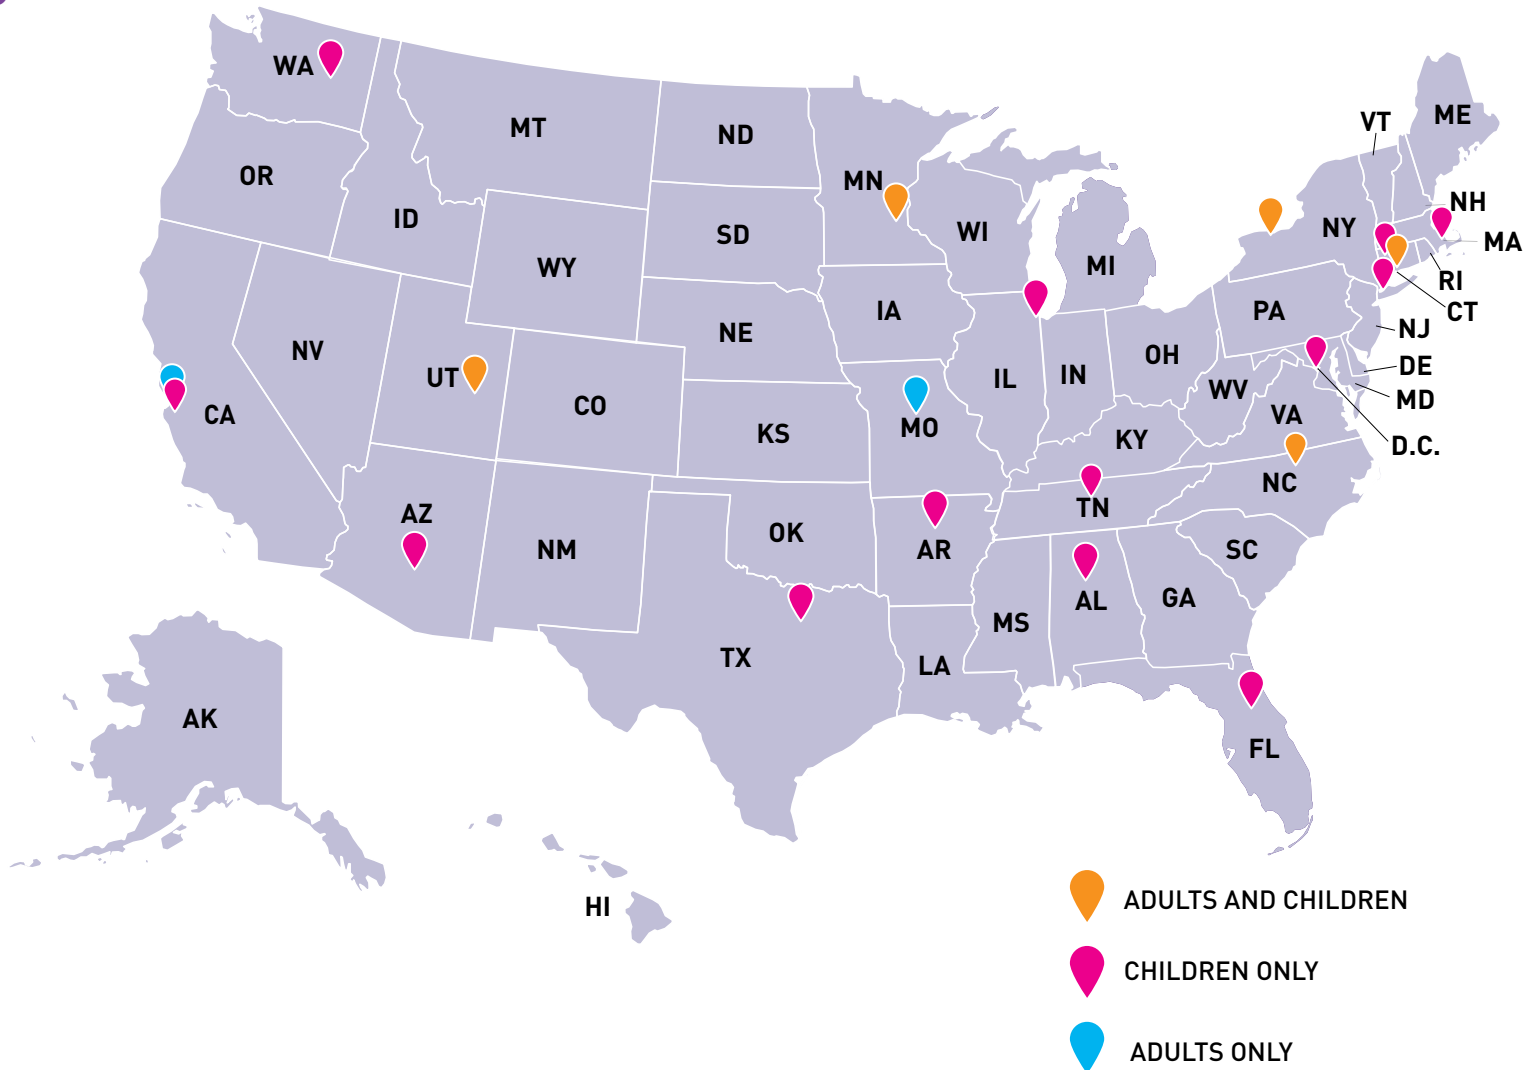 WA
MT
ND
MN
VT
ME
OR
ID
SD
WI
MI
NY
NH
MA
RI
CT
WY
IA
NE
PA
NJ
NV
UT
CO
IL
IN
OH
WV
DE
MD
CA
KS
MO
KY
VA
D.C.
AZ
NM
OK
AR
TN
NC
SC
TX
LA
MS
AL
GA
FL
AK
HI
ADULTS AND CHILDREN
CHILDREN ONLY
ADULTS ONLY